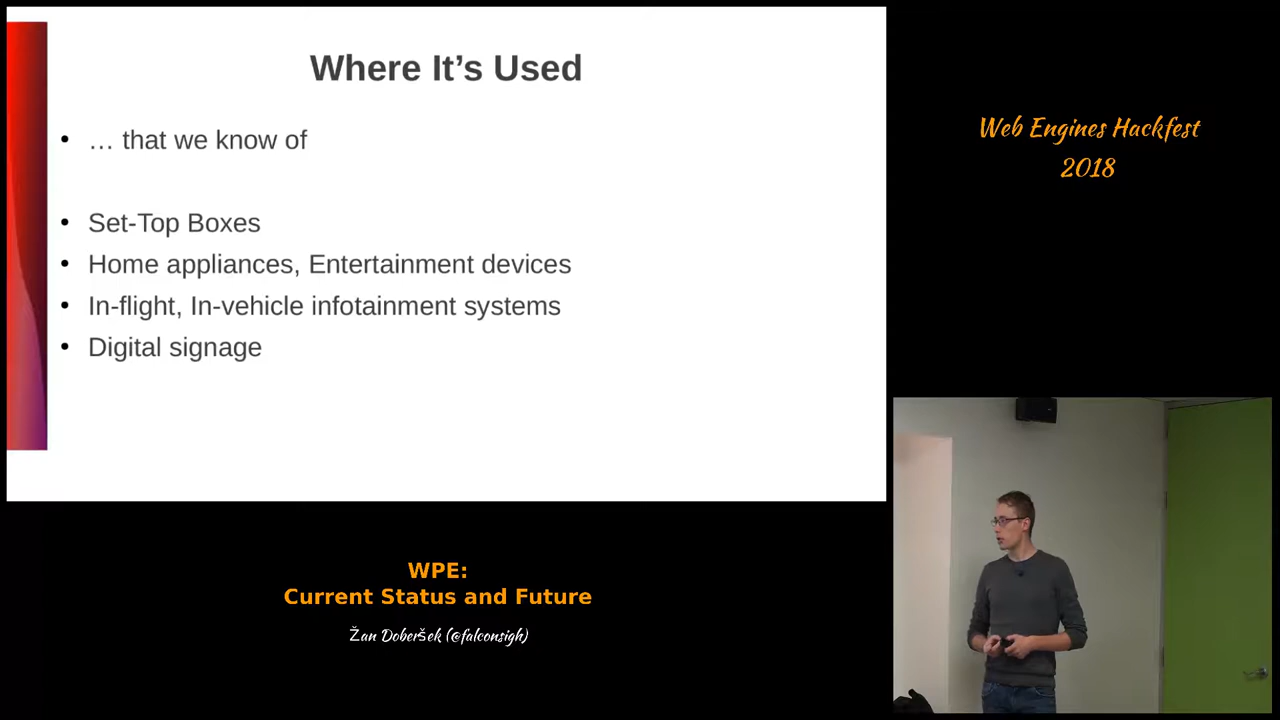 Where It’s Used
• … that we know of
• Set-Top Boxes
• Home appliances, Entertainment devices
• In-flight, In-vehicle infotainment systems
• Digital signage
Web Engines Hackfest
2018
WPE:
Current Status and Future
Žan Doberšek (@falconsigh)